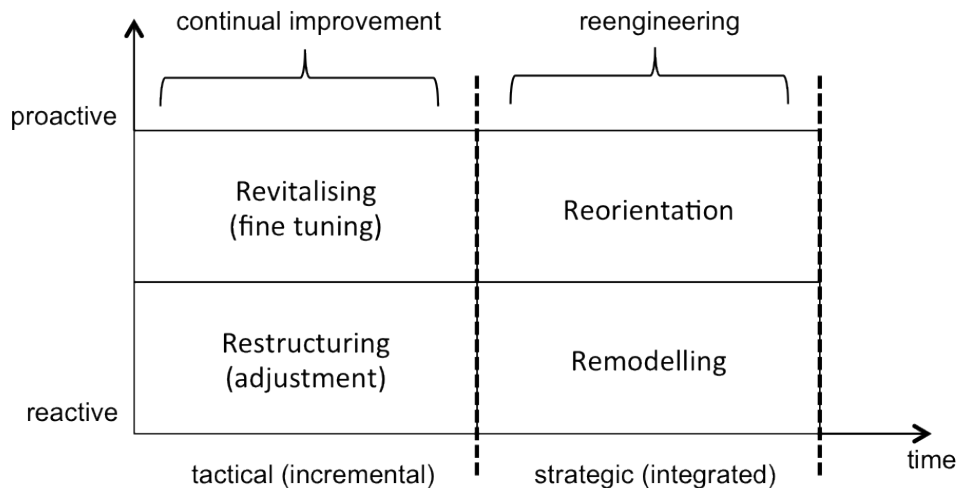 continual improvement
reengineering
proactive
Revitalising
(fine tuning)
Reorientation
Restructuring
(adjustment)
Remodelling
reactive
time
tactical (incremental)
strategic (integrated)